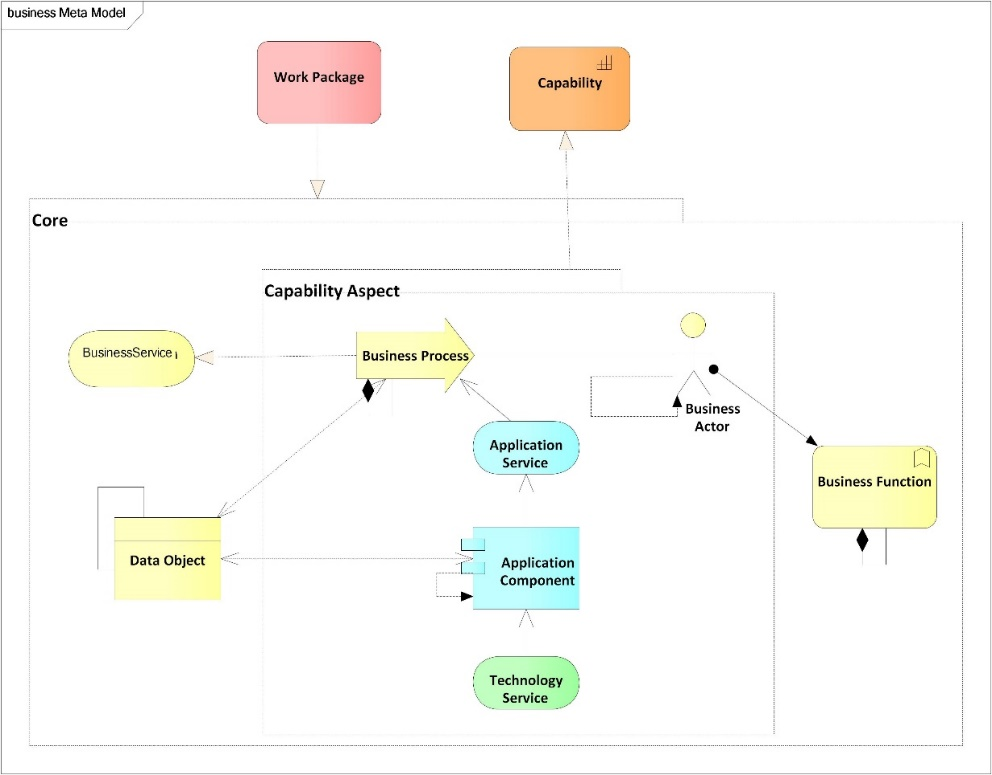 business Meta Model
Work Package
Capability
Core
Capability Aspect
BusinessService
Business Process
Business
Actor
Application
Service
Business Function
Data Object
Application
Component
Technology
Service